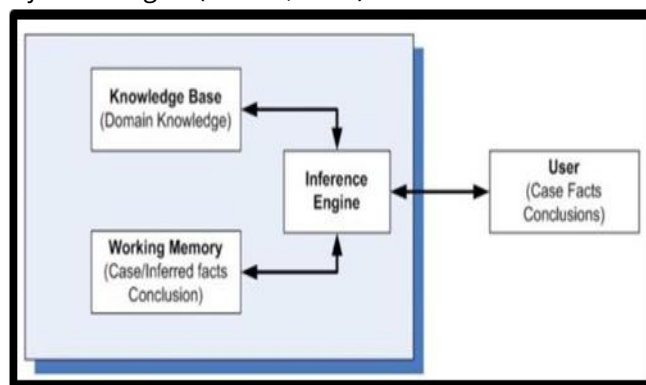 Knowledge Base
(Domain Knowledge)
Inference
Engine
User
(Case Facts
Conclusions)
Working Memory
(Case/Inferred facts
Conclusion)